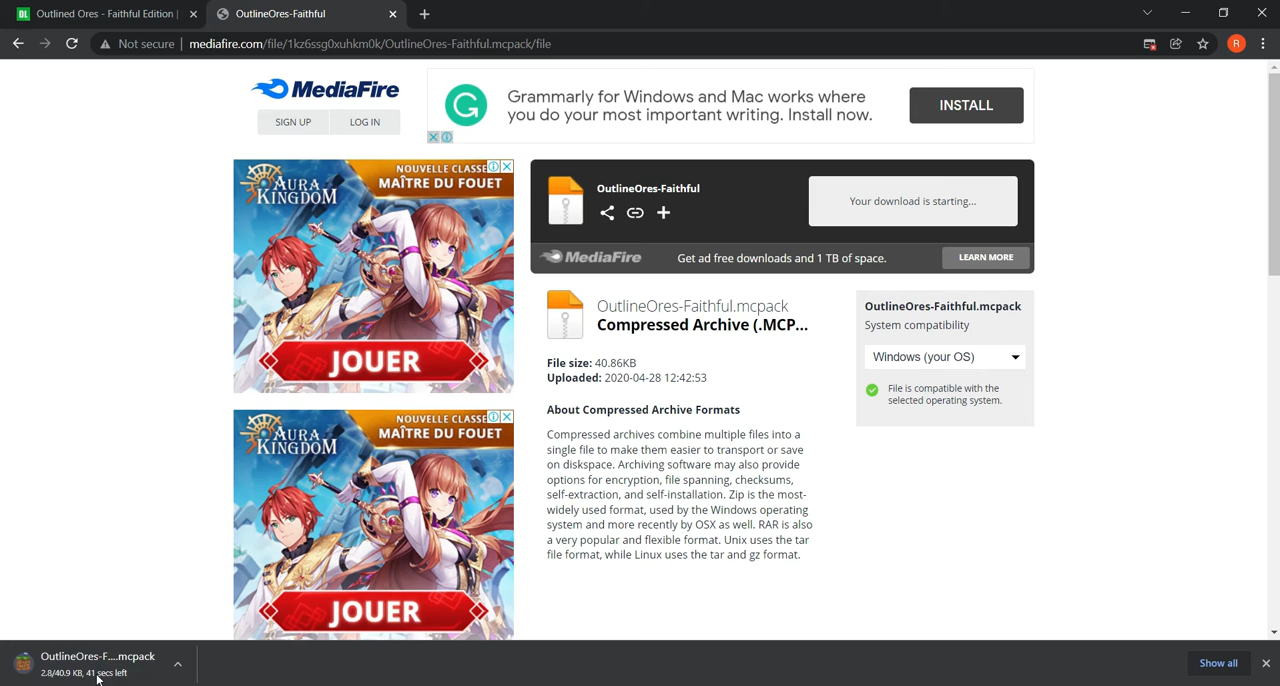 Outlined Ores - Faithful Edition |
OutlineOres-Faithful
Not secure | mediafire.com/file/1kz6ssg0xuhkm0k/OutlineOres-Faithful.mcpack/file
R
MediaFire
SIGN UP
LOG IN
Grammarly for Windows and Mac works where
you do your most important writing. Install now.
INSTALL
AURA
KINGDOM
NOUVELLE CLASSE
MAÎTRE DU FOUET
JOUER
OutlineOres-Faithful
Your download is starting...
MediaFire
Get ad free downloads and 1 TB of space.
LEARN MORE
OutlineOres-Faithful.mcpack
Compressed Archive (.MCP...
File size: 40.86KB
Uploaded: 2020-04-28 12:42:53
About Compressed Archive Formats
Compressed archives combine multiple files into a
single file to make them easier to transport or save
on diskspace. Archiving software may also provide
options for encryption, file spanning, checksums,
self-extraction, and self-installation. Zip is the most-
widely used format, used by the Windows operating
system and more recently by OSX as well. RAR is also
a very popular and flexible format. Unix uses the tar
file format, while Linux uses the tar and gz format.
OutlineOres-Faithful.mcpack
System compatibility
Windows (your OS)
File is compatible with the
selected operating system.
AURA
KINGDOM
NOUVELLE CLASSE
MAÎTRE DU FOUET
JOUER
OutlineOres-F....mcpack
2.8/40.9 KB, 41 secs left
Show all